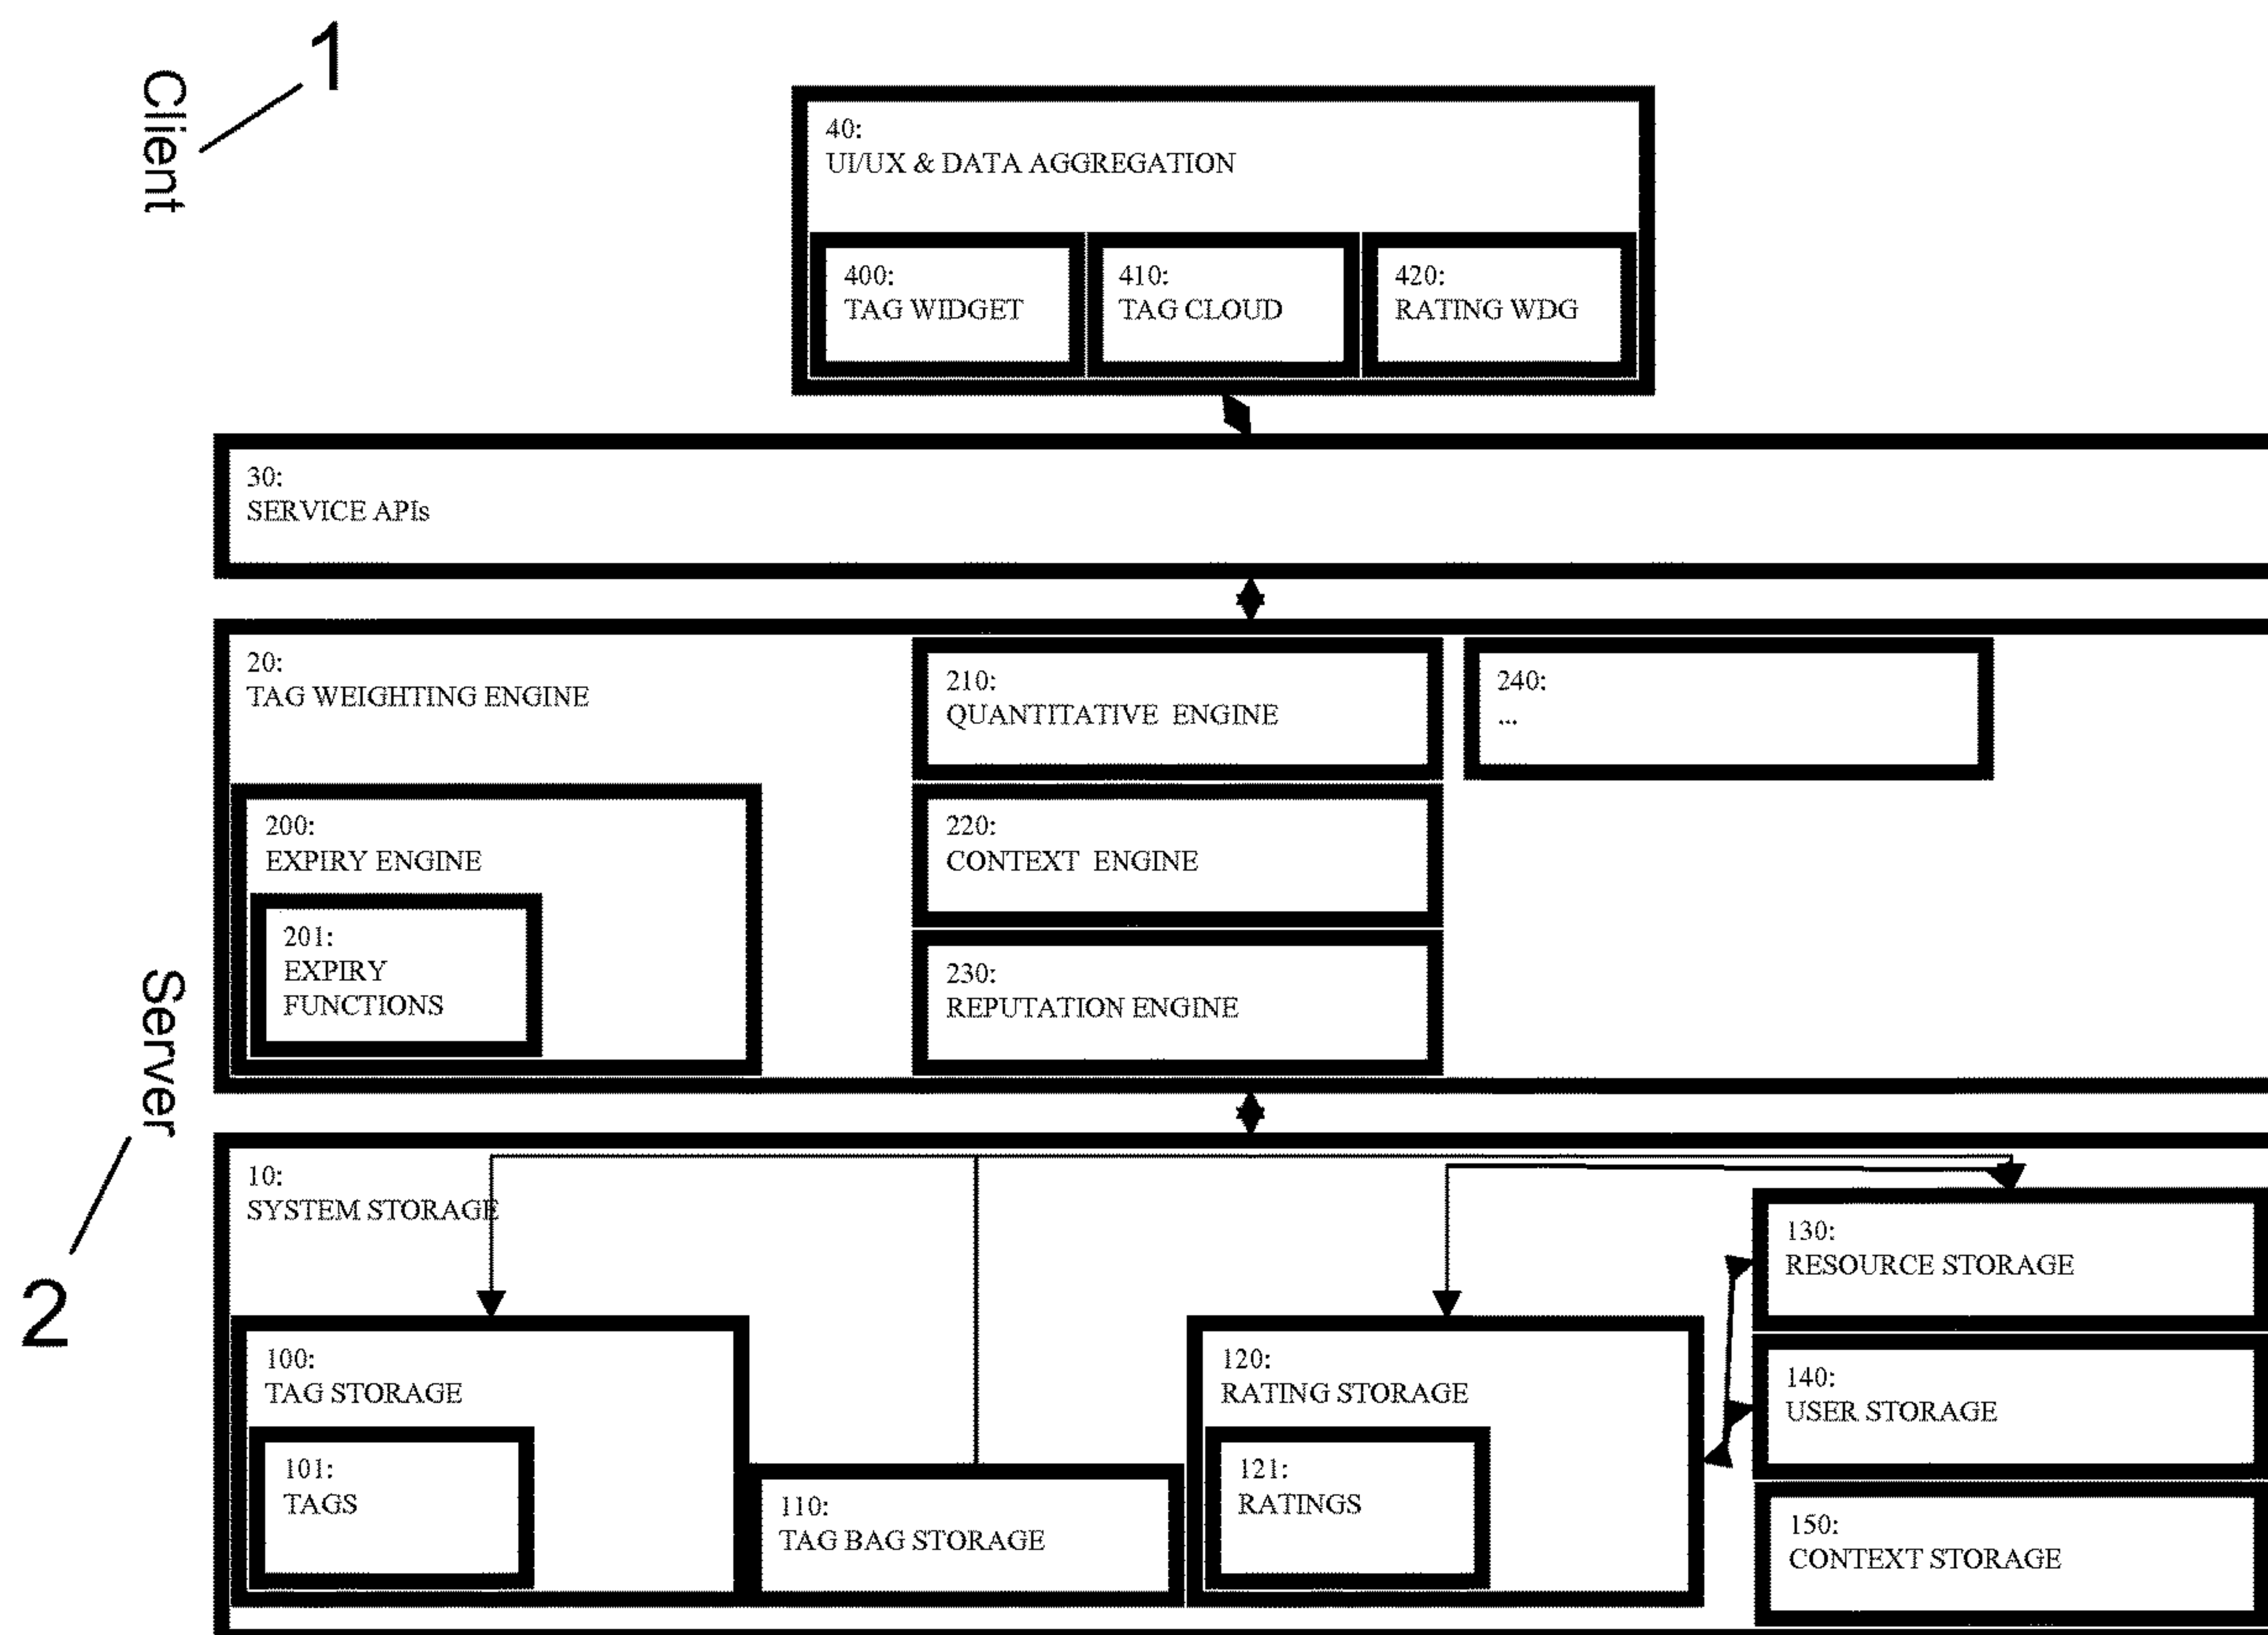 1
Client
40:
UI/UX & DATA AGGREGATION
400:
TAG WIDGET
410:
TAG CLOUD
420:
RATING WDG
30:
SERVICE APIs
20:
TAG WEIGHTING ENGINE
210:
QUANTITATIVE ENGINE
240:
...
200:
EXPIRY ENGINE
220:
CONTEXT ENGINE
201:
EXPIRY
FUNCTIONS
230:
REPUTATION ENGINE
Server
2
10:
SYSTEM STORAGE
130:
RESOURCE STORAGE
100:
TAG STORAGE
120:
RATING STORAGE
140:
USER STORAGE
101:
TAGS
110:
TAG BAG STORAGE
121:
RATINGS
150:
CONTEXT STORAGE